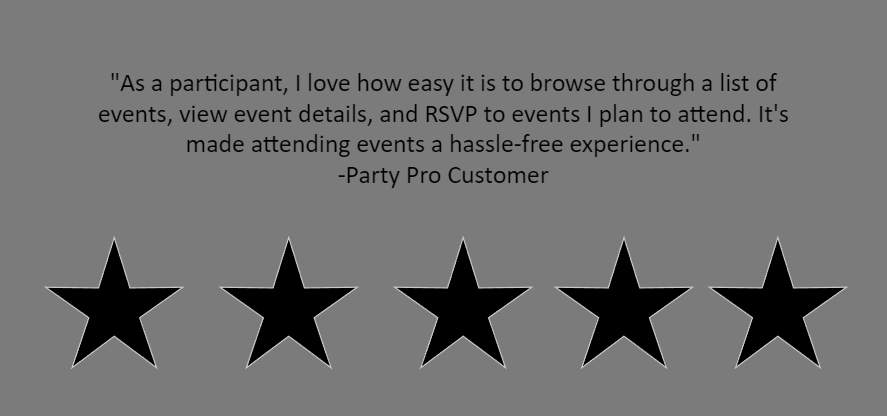 "As a participant, I love how easy it is to browse through a list of
events, view event details, and RSVP to events I plan to attend. It's
made attending events a hassle-free experience."
-Party Pro Customer